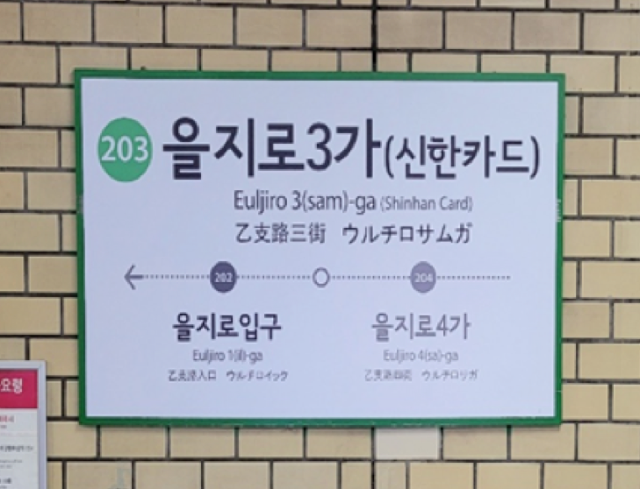 203 을지로3가(신한카드)
Euljiro 3(sam)-ga (Shinhan Card)
乙支路三街 ウルチロサムガ
202 204
을지로입구 을지로4가
Euljiro 1(il)-ga Euljiro 4(sa)-ga
乙支路入口 ウルチロイック 乙支路四街 ウルチロサガ
요령